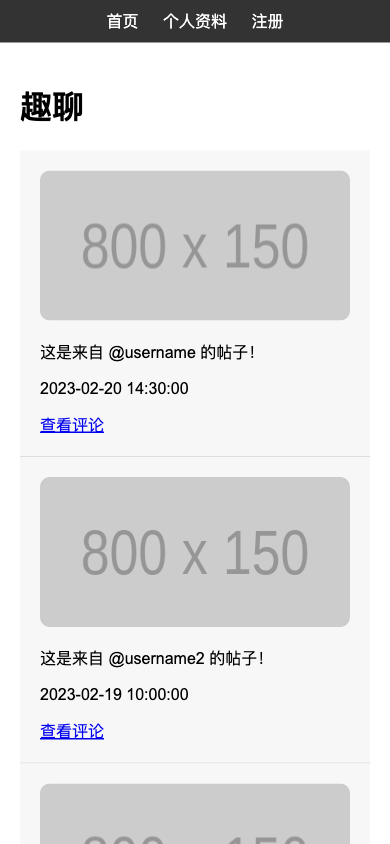 首页 个人资料 注册
趣聊
800 x 150
这是来自 @username 的帖子!
2023-02-20 14:30:00
查看评论
800 x 150
这是来自 @username2 的帖子!
2023-02-19 10:00:00
查看评论
800 x 150